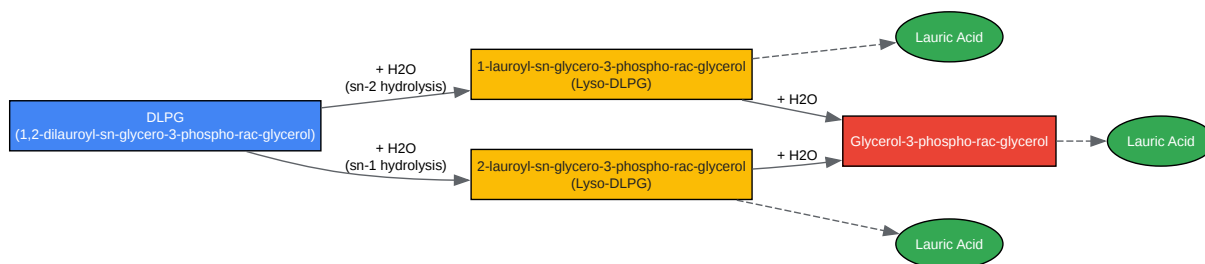 DLPG
(1,2-dilauroyl-sn-glycero-3-phospho-rac-glycerol)
+ H2O
(sn-2 hydrolysis)
+ H2O
(sn-1 hydrolysis)
1-lauroyl-sn-glycero-3-phospho-rac-glycerol
(Lyso-DLPG)
2-lauroyl-sn-glycero-3-phospho-rac-glycerol
(Lyso-DLPG)
+ H2O
+ H2O
Lauric Acid
Glycerol-3-phospho-rac-glycerol
Lauric Acid
Lauric Acid